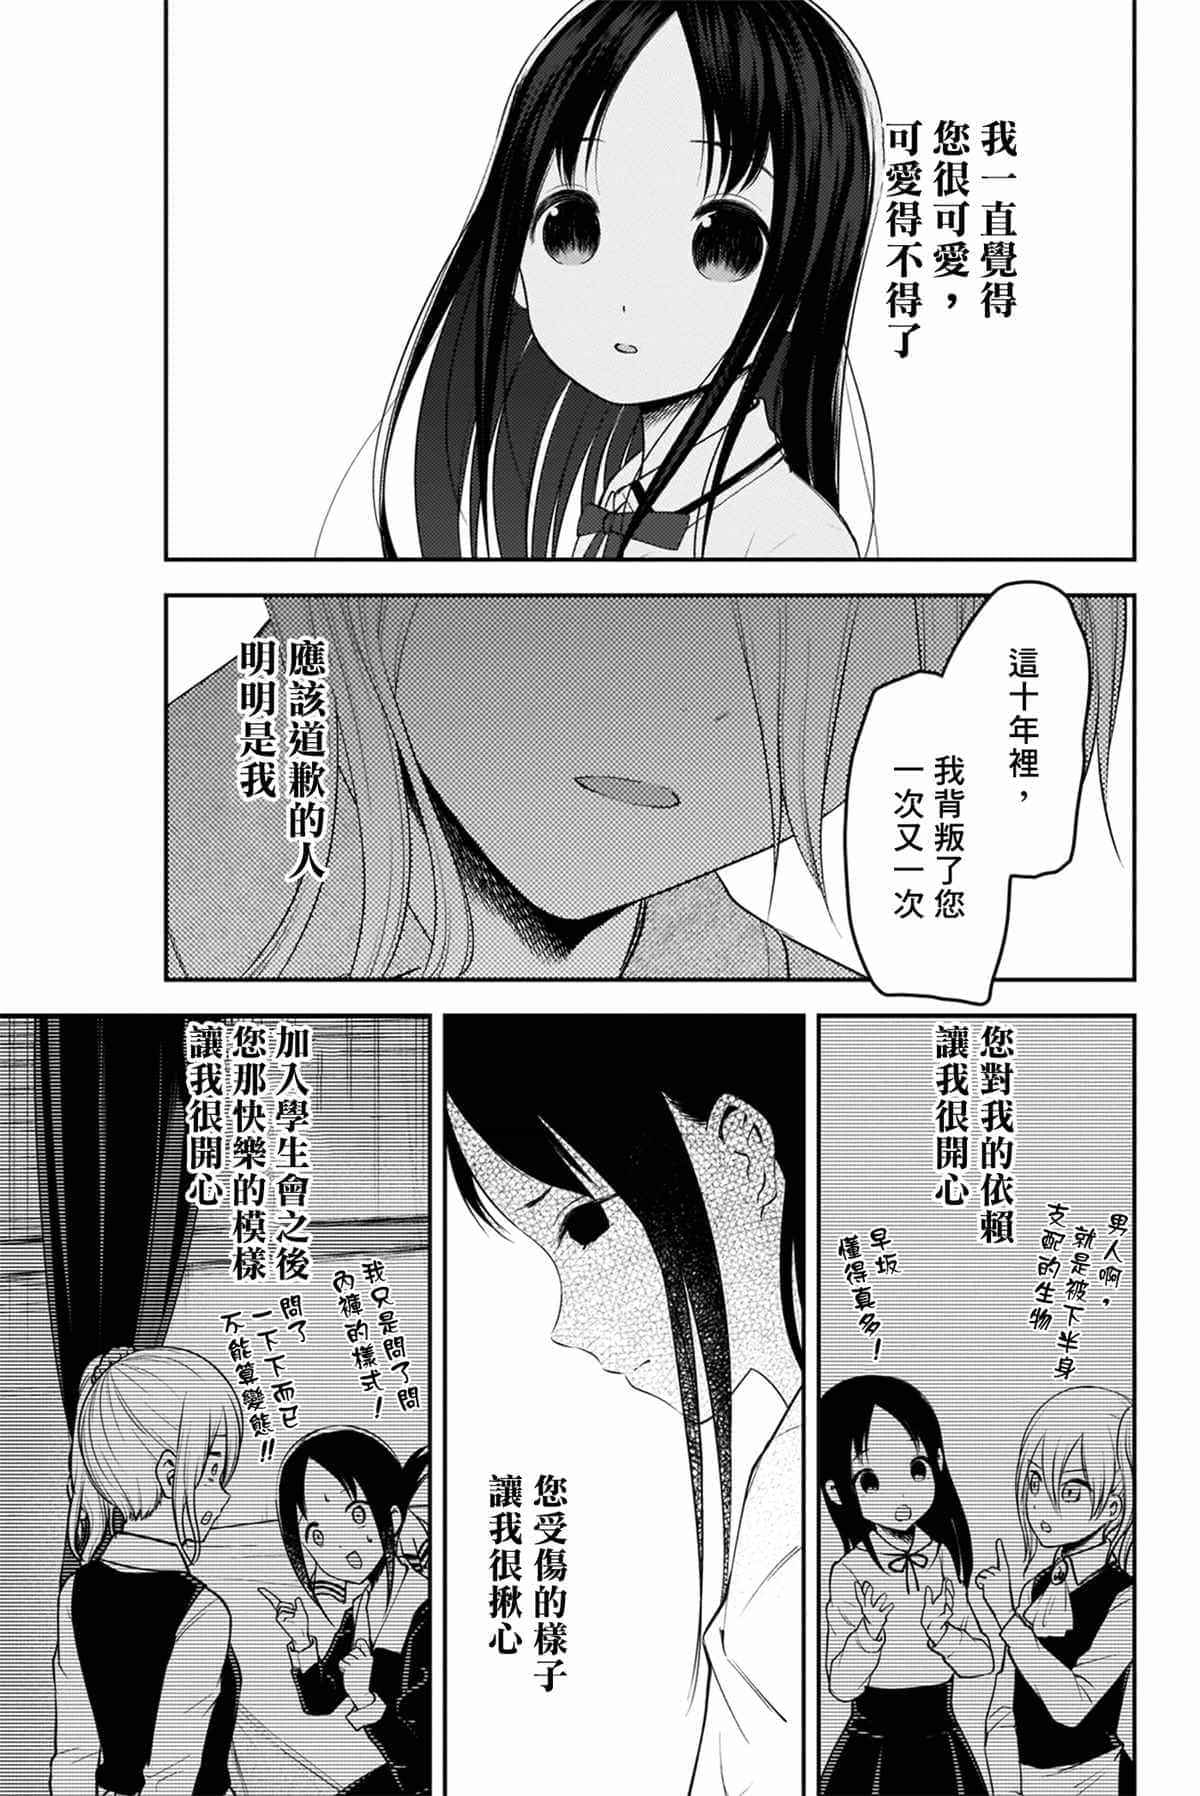 我一直覺得
您很可愛，
可愛得不得了
這十年裡，
我背叛了您
一次又一次
應該道歉的人
明明是我
您對我的依賴
讓我很開心
男人啊，
就是被下半身
支配的生物
早坂
懂得真多！
您受傷的樣子
讓我很揪心
加入學生會之後
您那快樂的模樣
讓我很開心
我只是問了問
內褲的樣式！
問了
一下下而已
不能算變態！！